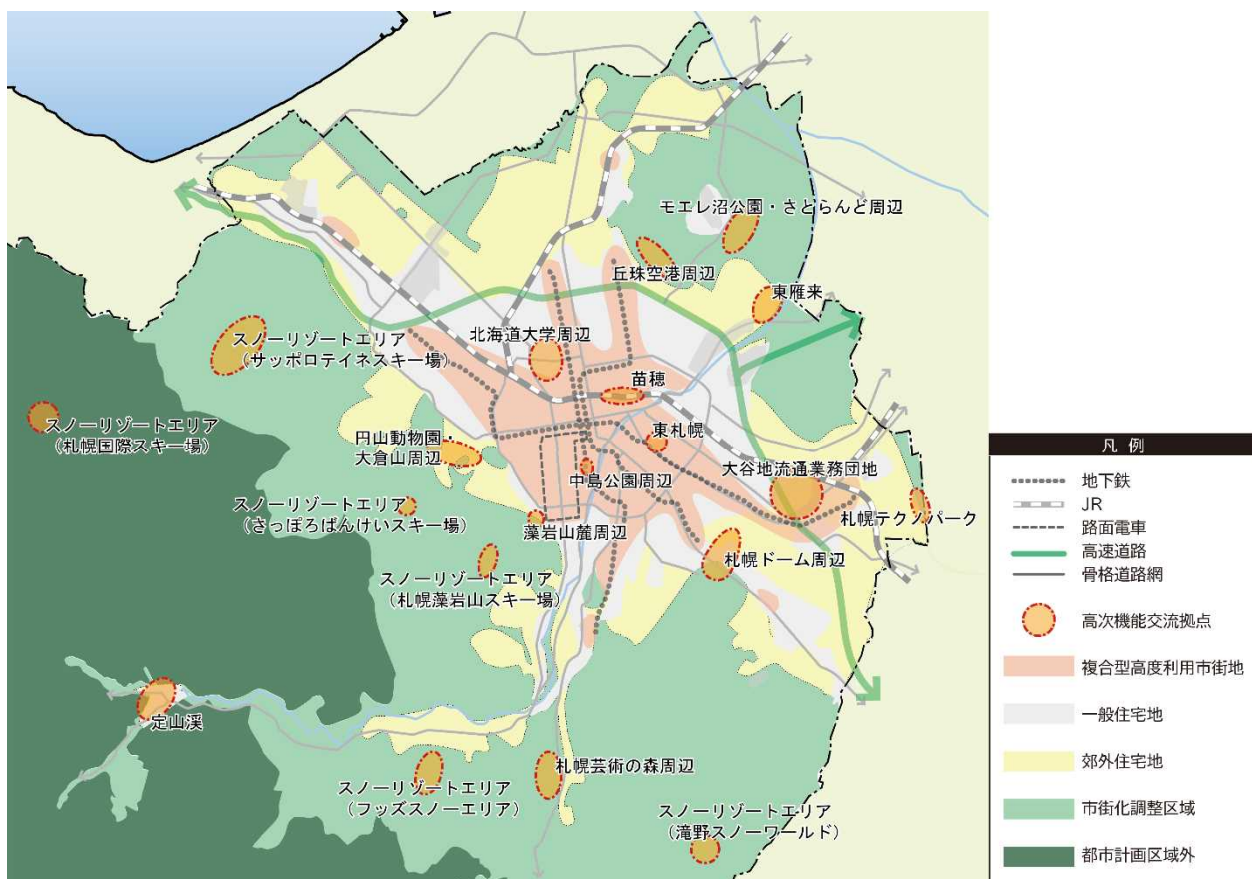 モエレ沼公園・さとらんど周辺
丘珠空港周辺
東雁来
スノーリゾートエリア
（サッポロテイネスキー場）
北海道大学周辺
苗穂
スノーリゾートエリア
（札幌国際スキー場）
円山動物園・
大倉山周辺
東札幌
中島公園周辺
大谷地流通業務団地
スノーリゾートエリア
（さっぽろばんけいスキー場）
藻岩山麓周辺
札幌テクノパーク
札幌ドーム周辺
スノーリゾートエリア
（札幌藻岩山スキー場）
定山渓
スノーリゾートエリア
（フッズスノーエリア）
札幌芸術の森周辺
スノーリゾートエリア
（滝野スノーワールド）
凡 例
地下鉄
JR
路面電車
高速道路
骨格道路網
高次機能交流拠点
複合型高度利用市街地
一般住宅地
郊外住宅地
市街化調整区域
都市計画区域外